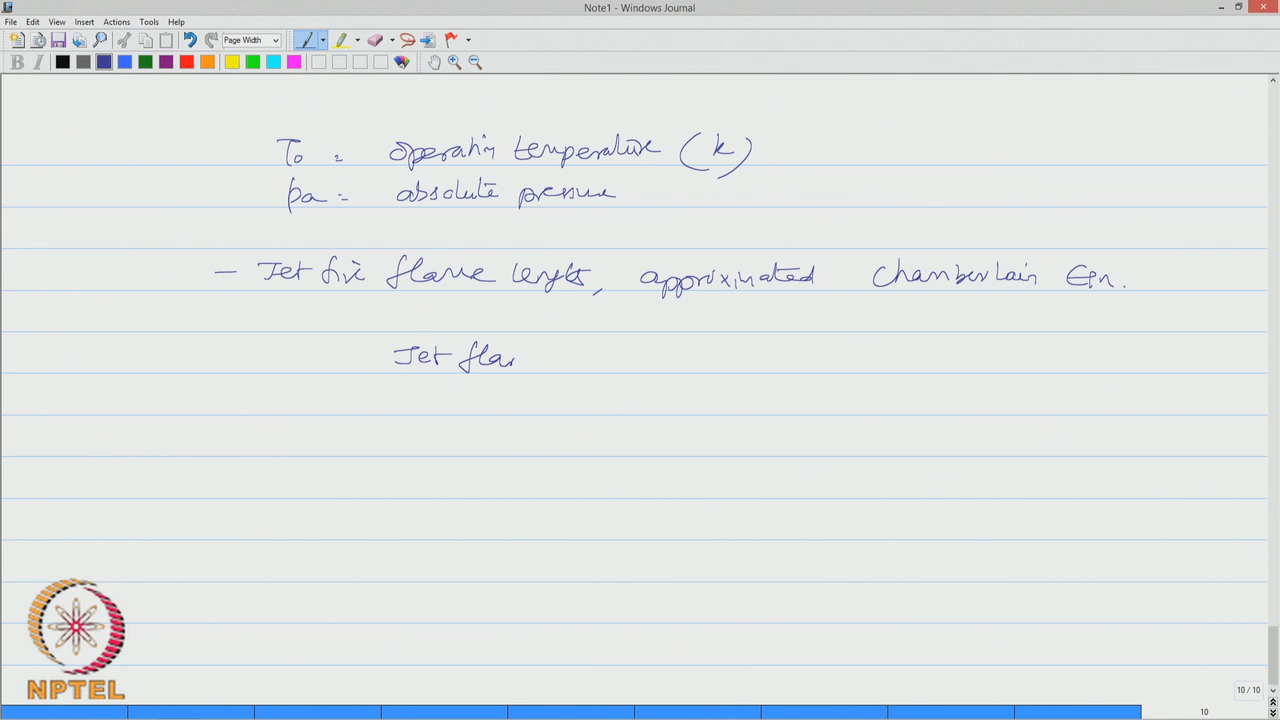 Note1 - Windows Journal
File Edit View Insert Actions Tools Help
Page Width
B I
To = operating temperature (k)
pa = absolute pressure
- Jet fire flame length, approximated Chamberlain Eqn.
Jet fla
NPTEL
10 / 10
10